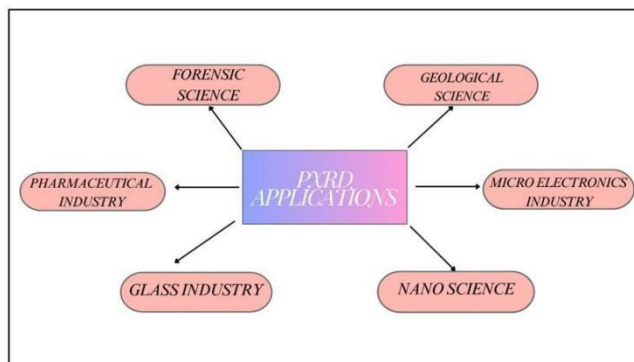 FORENSIC
SCIENCE
GEOLOGICAL
SCIENCE
PXRD
APPLICATIONS
PHARMACEUTICAL
INDUSTRY
MICRO ELECTRONICS
INDUSTRY
GLASS INDUSTRY
NANO SCIENCE